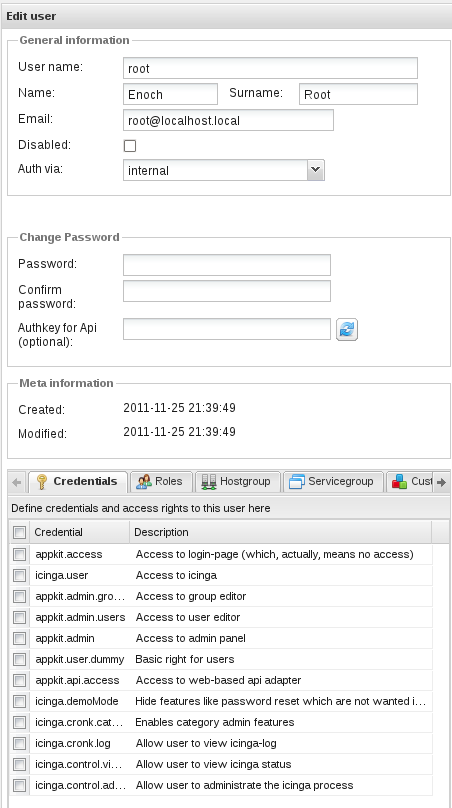 Edit user
General information
User name: root
Name: Enoch Surname: Root
Email: root@localhost.local
Disabled:
Auth via: internal
Change Password
Password:
Confirm
password:
Authkey for Api
(optional):
Meta information
Created: 2011-11-25 21:39:49
Modified: 2011-11-25 21:39:49
Credentials Roles Hostgroup Servicegroup Cust
Define credentials and access rights to this user here
Credential Description
appkit.access Access to login-page (which, actually, means no access)
icinga.user Access to icinga
appkit.admin.gro... Access to group editor
appkit.admin.users Access to user editor
appkit.admin Access to admin panel
appkit.user.dummy Basic right for users
appkit.api.access Access to web-based api adapter
icinga.demoMode Hide features like password reset which are not wanted i...
icinga.cronk.cat... Enables category admin features
icinga.cronk.log Allow user to view icinga-log
icinga.control.vi... Allow user to view icinga status
icinga.control.ad... Allow user to administrate the icinga process